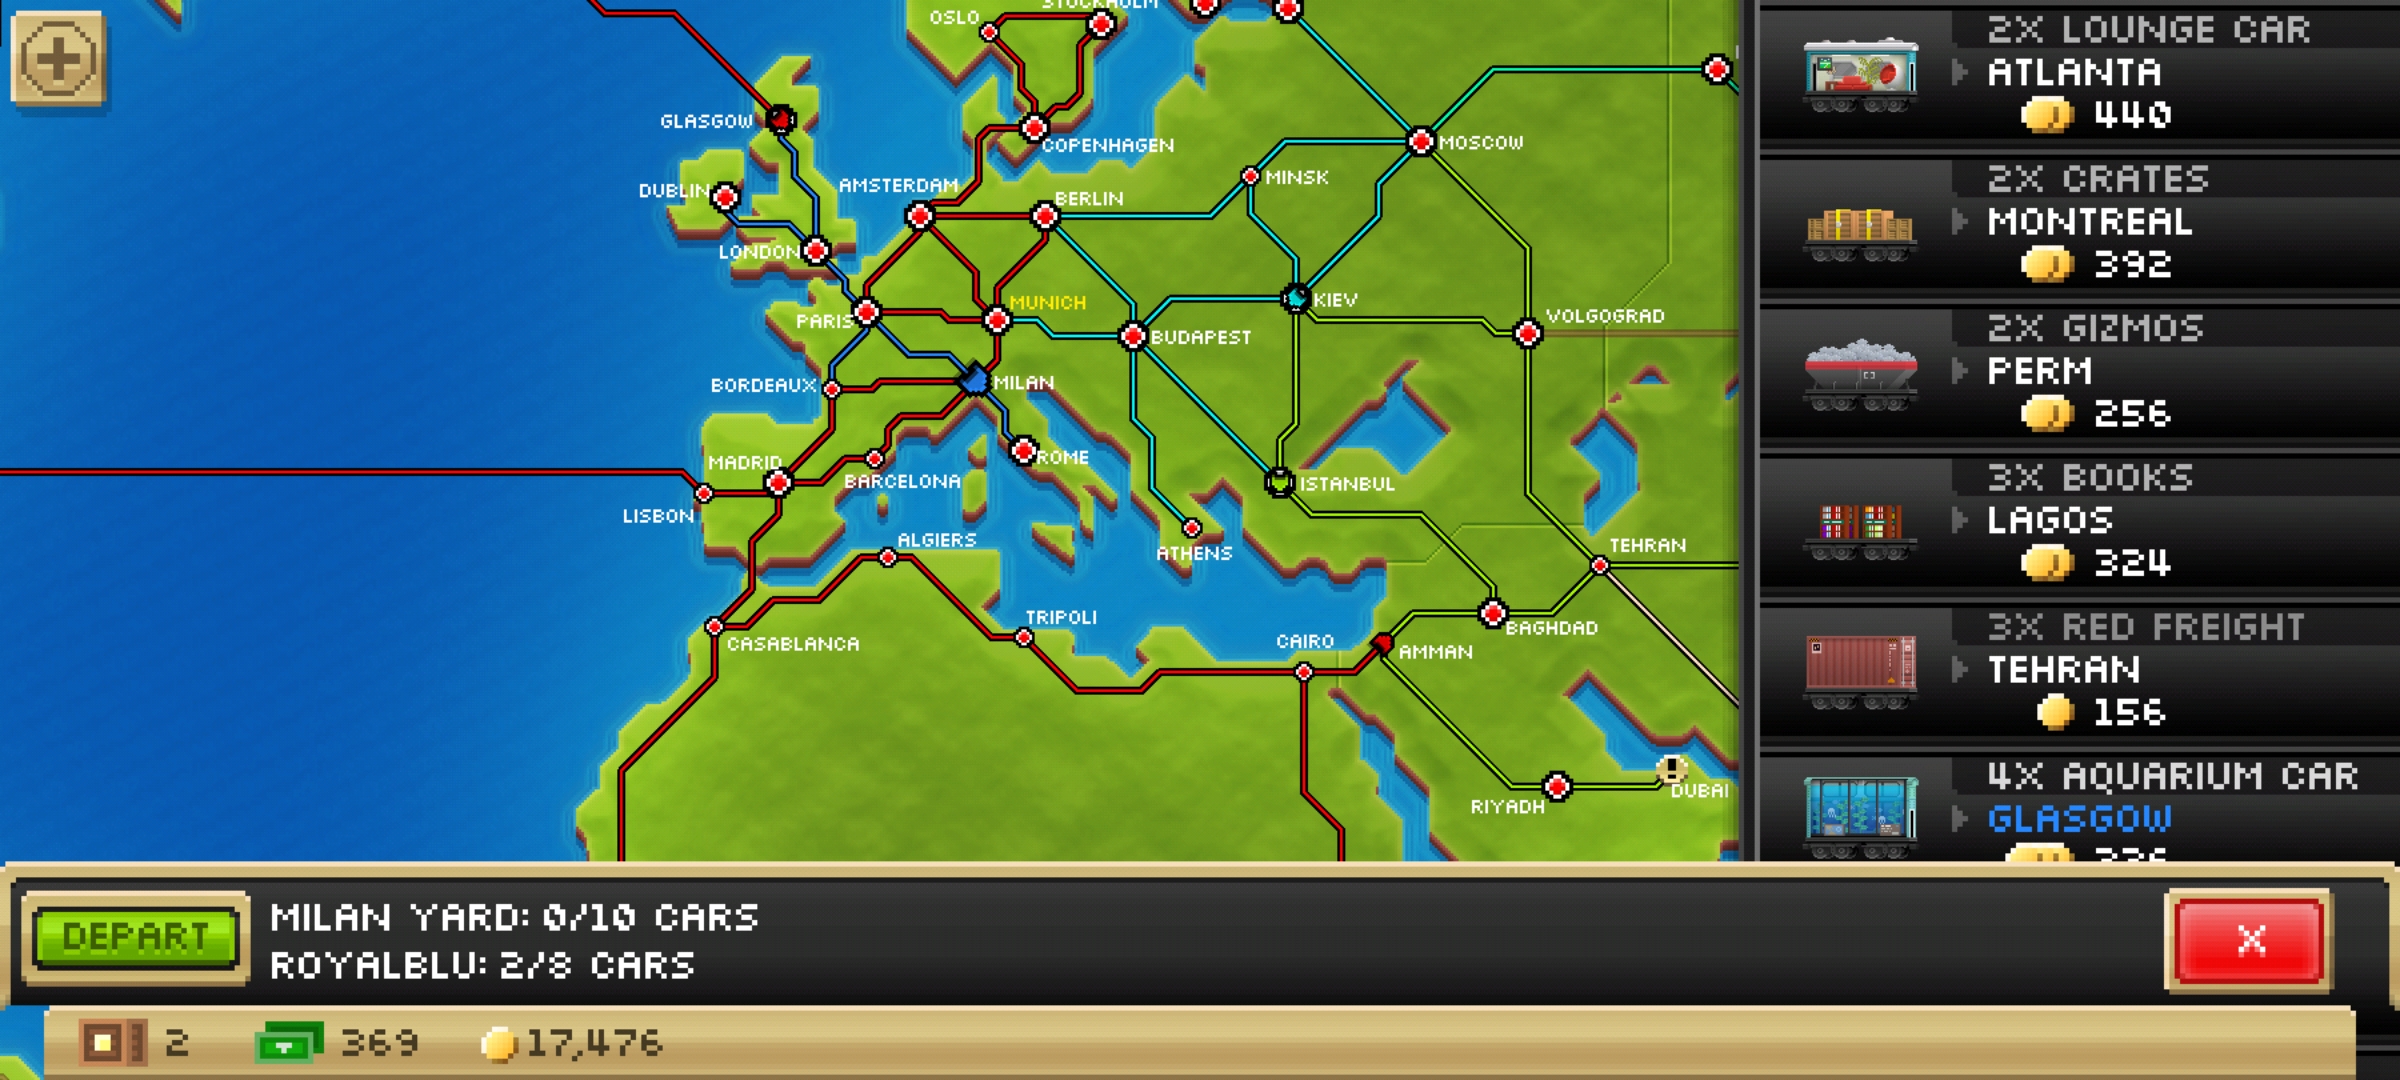 STOCKHOLM
OSLO
GLASGOW
COPENHAGEN
MOSCOW
DUBLIN
AMSTERDAM
BERLIN
MINSK
LONDON
MUNICH
KIEV
VOLGOGRAD
PARIS
BUDAPEST
BORDEAUX
MILAN
MADRID
ROME
BARCELONA
ISTANBUL
LISBON
ALGIERS
ATHENS
TEHRAN
TRIPOLI
BAGHDAD
CASABLANCA
CAIRO
AMMAN
RIYADH
DUBAI
2X LOUNGE CAR
ATLANTA
440
2X CRATES
MONTREAL
392
2X GIZMOS
PERM
256
3X BOOKS
LAGOS
324
3X RED FREIGHT
TEHRAN
156
4X AQUARIUM CAR
GLASGOW
DEPART
MILAN YARD: 0/10 CARS
ROYALBLU: 2/8 CARS
X
2
369
17,476